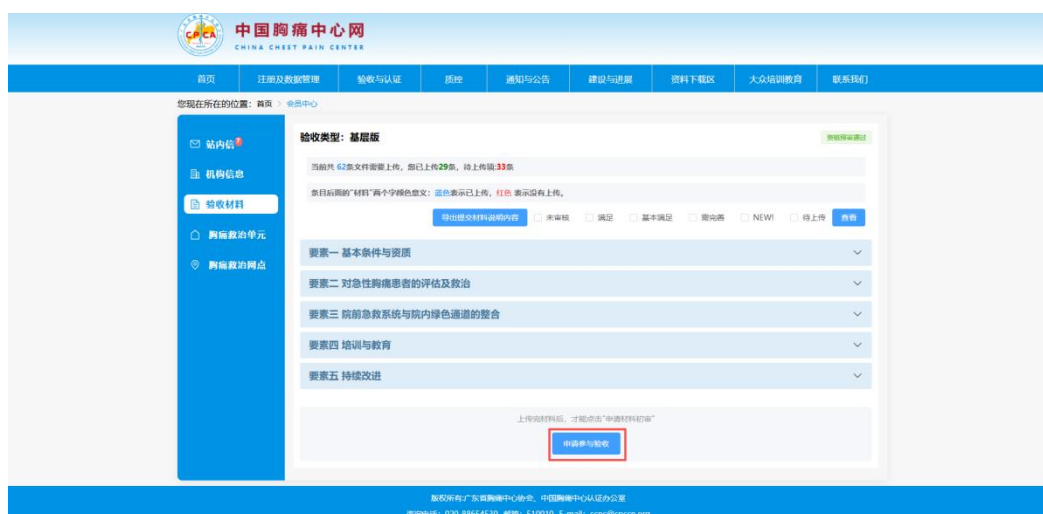 CPCA
中国胸痛中心网
CHINA CHEST PAIN CENTER
首页 注册及数据管理 验收与认证 质控 通知与公告 建设与进展 资料下载区 大众培训教育 联系我们
您现在所在的位置：首页 > 会员中心
站内信
机构信息
验收材料
胸痛救治单元
胸痛救治网点
验收类型：基层版
当前共 62条文件需要上传，您已上传29条，待上传项:33条
条目后面的"材料"两个字颜色意义：蓝色表示已上传，红色 表示没有上传。
导出提交材料说明内容 未审核 满足 基本满足 需完善 NEW! 待上传 查看
要素一 基本条件与资质
要素二 对急性胸痛患者的评估及救治
要素三 院前急救系统与院内绿色通道的整合
要素四 培训与教育
要素五 持续改进
上传完材料后，才能点击"申请材料初审"
申请参与验收
版权所有:广东省胸痛中心协会、中国胸痛中心认证办公室